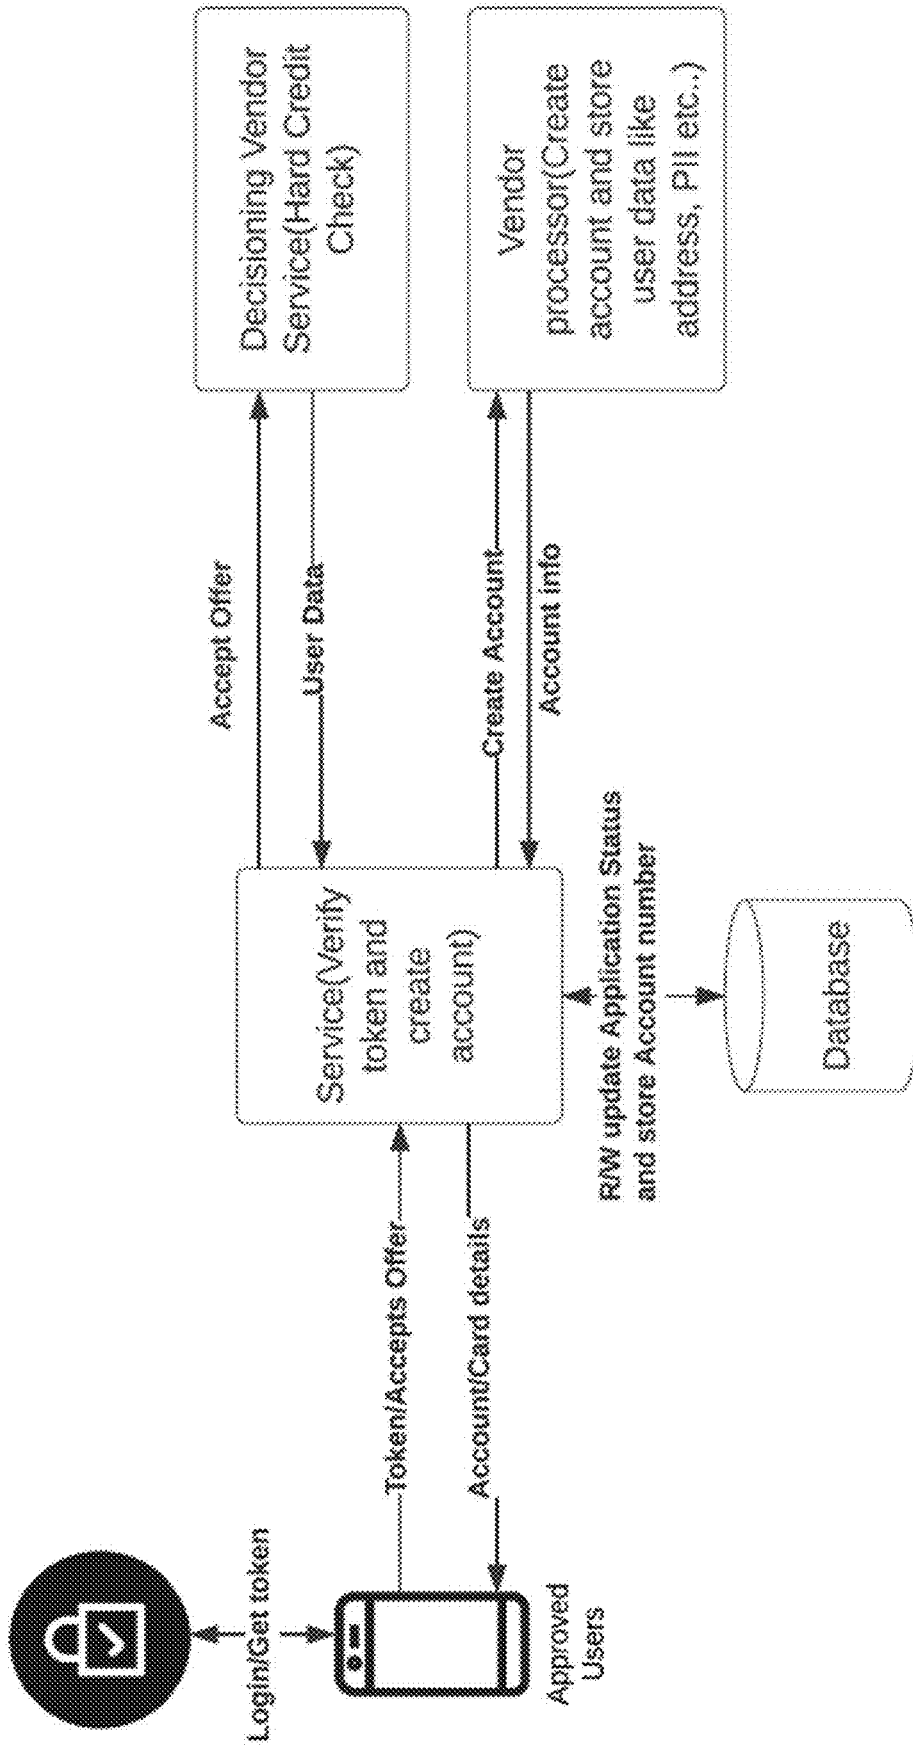 Login/Get token
Approved
Users
Token/Accepts Offer
Account/Card details
Service(Verify
token and
create
account)
R/W update Application Status
and store Account number
Database
Accept Offer
User Data
Create Account
Account info
Decisioning Vendor
Service(Hard Credit
Check)
Vendor
processor(Create
account and store
user data like
address, PII etc.,)